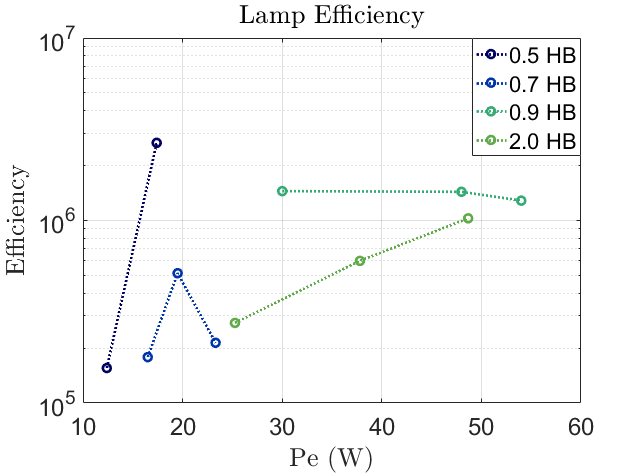 Lamp Efficiency
10^7
10^6
10^5
Efficiency
0.5 HB
0.7 HB
0.9 HB
2.0 HB
10 20 30 40 50 60
Pe (W)